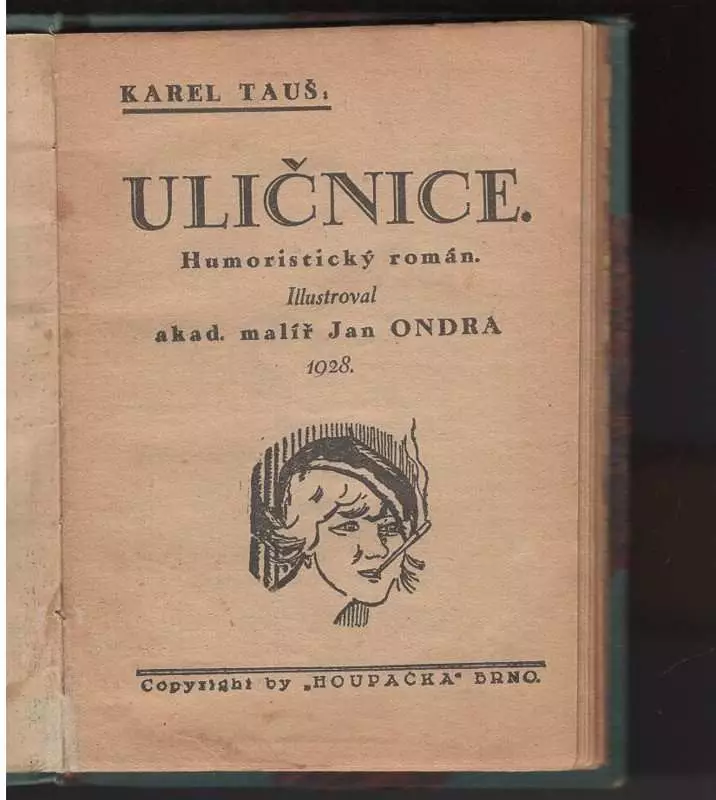 KAREL TAUŠ:
ULIČNICE.
Humoristický román.
Illustroval
akad. malíř Jan ONDRA
1928.
Copyright by „HOUPAČKA“ BRNO.